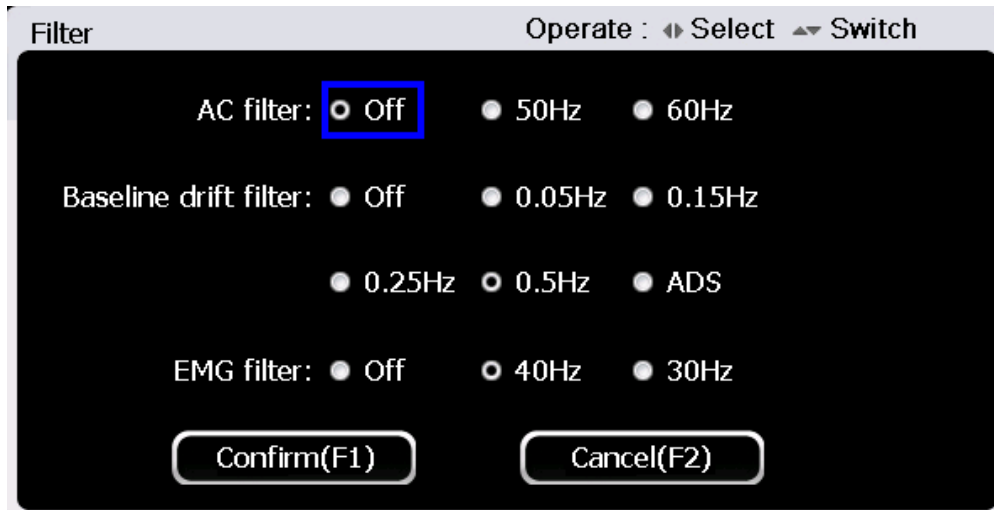 Filter Operate : Select Switch
AC filter: Off 50Hz 60Hz
Baseline drift filter: Off 0.05Hz 0.15Hz
0.25Hz 0.5Hz ADS
EMG filter: Off 40Hz 30Hz
Confirm(F1) Cancel(F2)